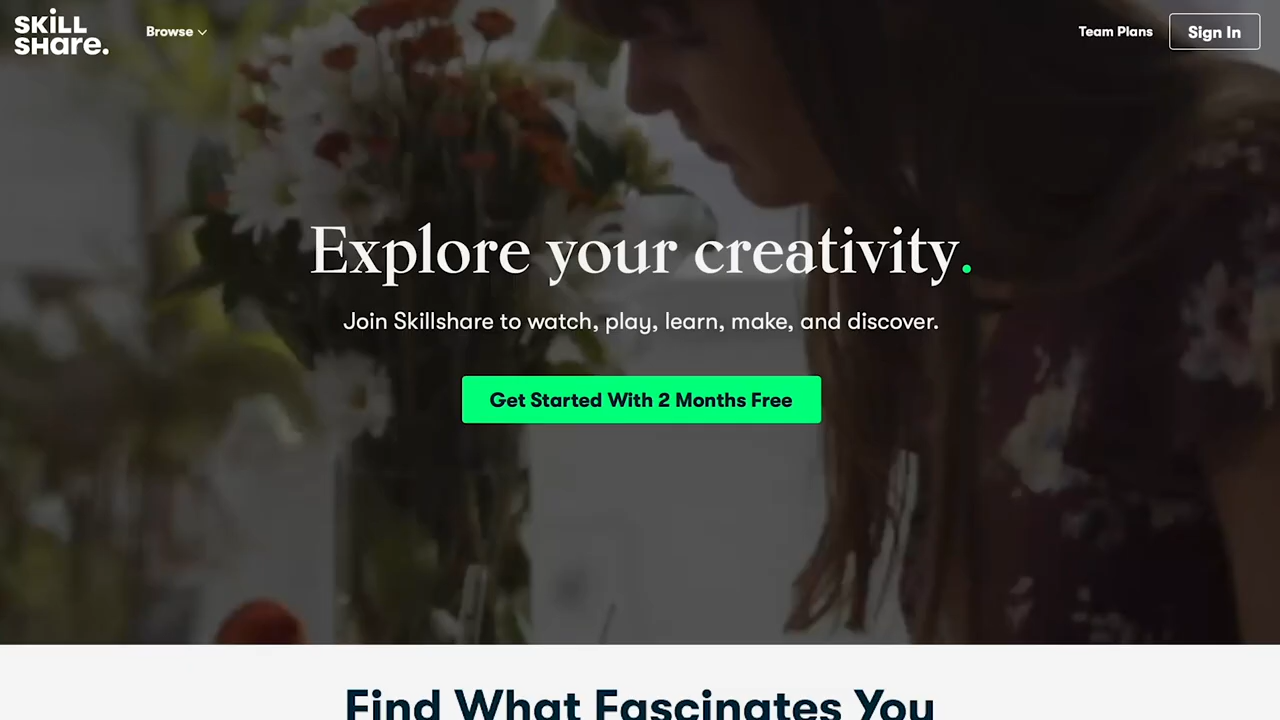 SKiLL
SHare.
Browse
Team Plans
Sign In
Explore your creativity.
Join Skillshare to watch, play, learn, make, and discover.
Get Started With 2 Months Free
Find What Fascinates You